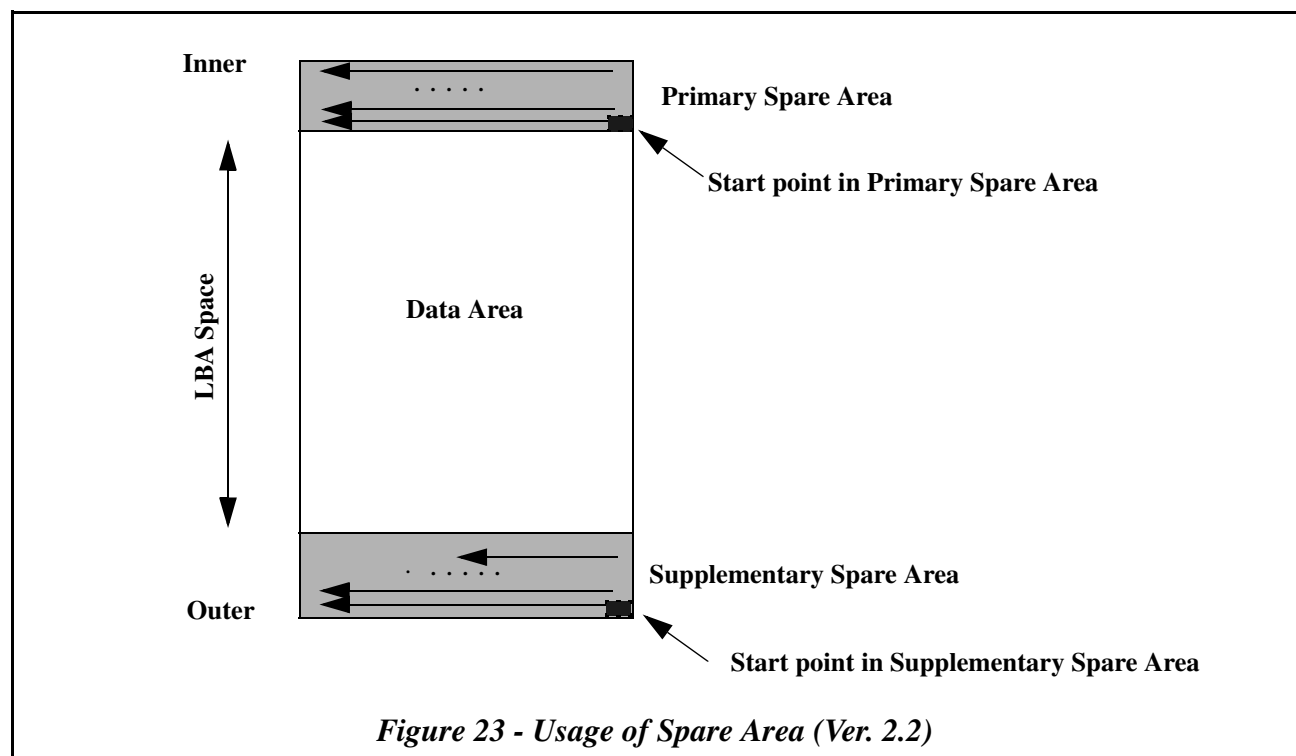 Inner
. . . . .
Primary Spare Area
Start point in Primary Spare Area
LBA Space
Data Area
Supplementary Spare Area
. . . . . .
Outer
Start point in Supplementary Spare Area
Figure 23 - Usage of Spare Area (Ver. 2.2)